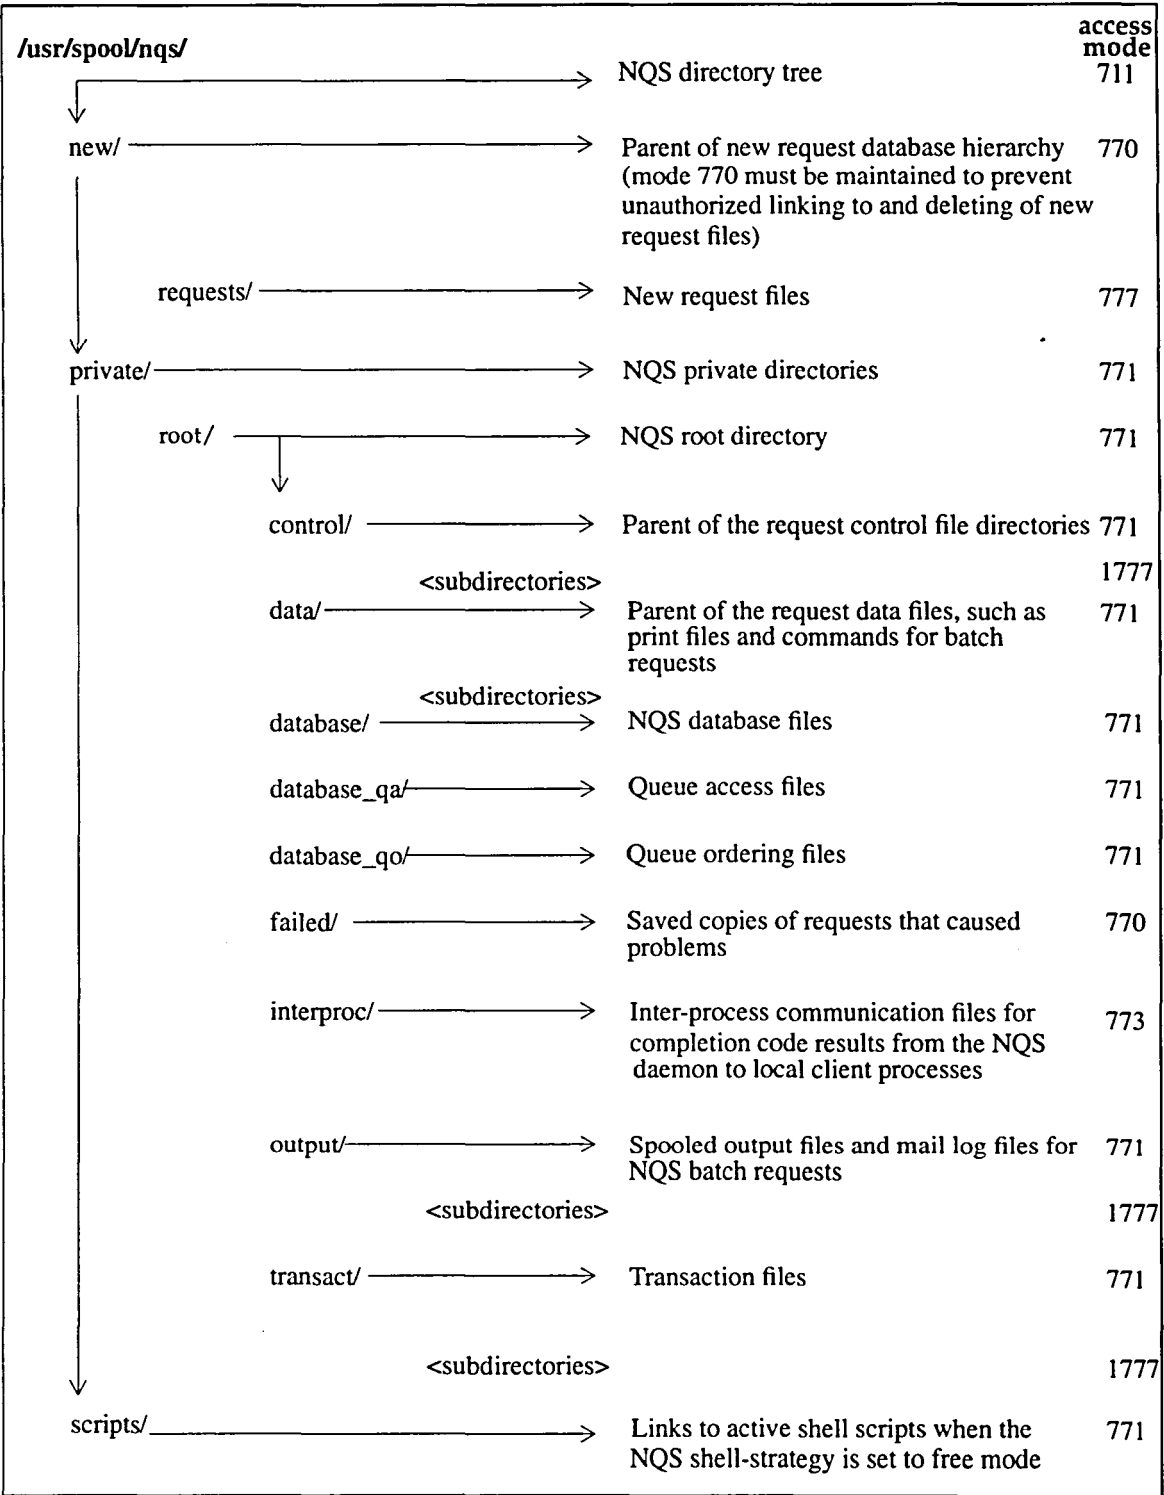 access
/usr/spool/nqs/ mode
NQS directory tree 711
new/ Parent of new request database hierarchy 770
(mode 770 must be maintained to prevent
unauthorized linking to and deleting of new
request files)
requests/ New request files 777
private/ NQS private directories 771
root/ NQS root directory 771
control/ Parent of the request control file directories 771
<subdirectories> 1777
data/ Parent of the request data files, such as 771
print files and commands for batch
requests
<subdirectories>
database/ NQS database files 771
database_qa/ Queue access files 771
database_qo/ Queue ordering files 771
failed/ Saved copies of requests that caused 770
problems
interproc/ Inter-process communication files for 773
completion code results from the NQS
daemon to local client processes
output/ Spooled output files and mail log files for 771
NQS batch requests
<subdirectories> 1777
transact/ Transaction files 771
<subdirectories> 1777
scripts/ Links to active shell scripts when the 771
NQS shell-strategy is set to free mode